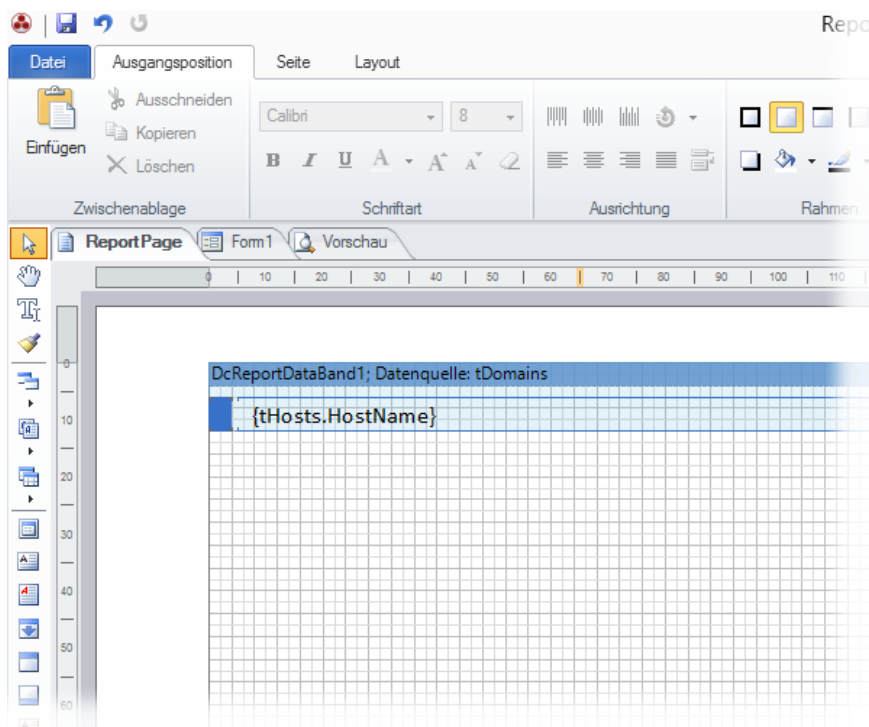 Repo
Datei Ausgangsposition Seite Layout
Einfügen
Ausschneiden
Kopieren
Löschen
Calibri 8
B I U A A A
Zwischenablage Schriftart Ausrichtung Rahmen
ReportPage Form1 Vorschau
0 10 20 30 40 50 60 70 80 90 100 110
0
10
20
30
40
50
60
DcReportDataBand1; Datenquelle: tDomains
{tHosts.HostName}